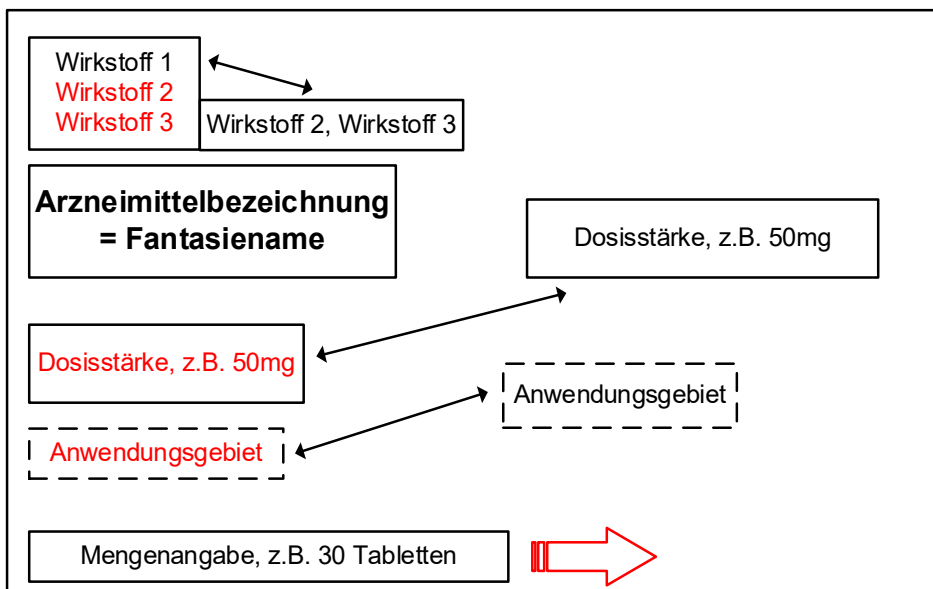 Wirkstoff 1
Wirkstoff 2
Wirkstoff 3
Wirkstoff 2, Wirkstoff 3
Arzneimittelbezeichnung
= Fantasiename
Dosisstärke, z.B. 50mg
Dosisstärke, z.B. 50mg
Anwendungsgebiet
Anwendungsgebiet
Mengenangabe, z.B. 30 Tabletten